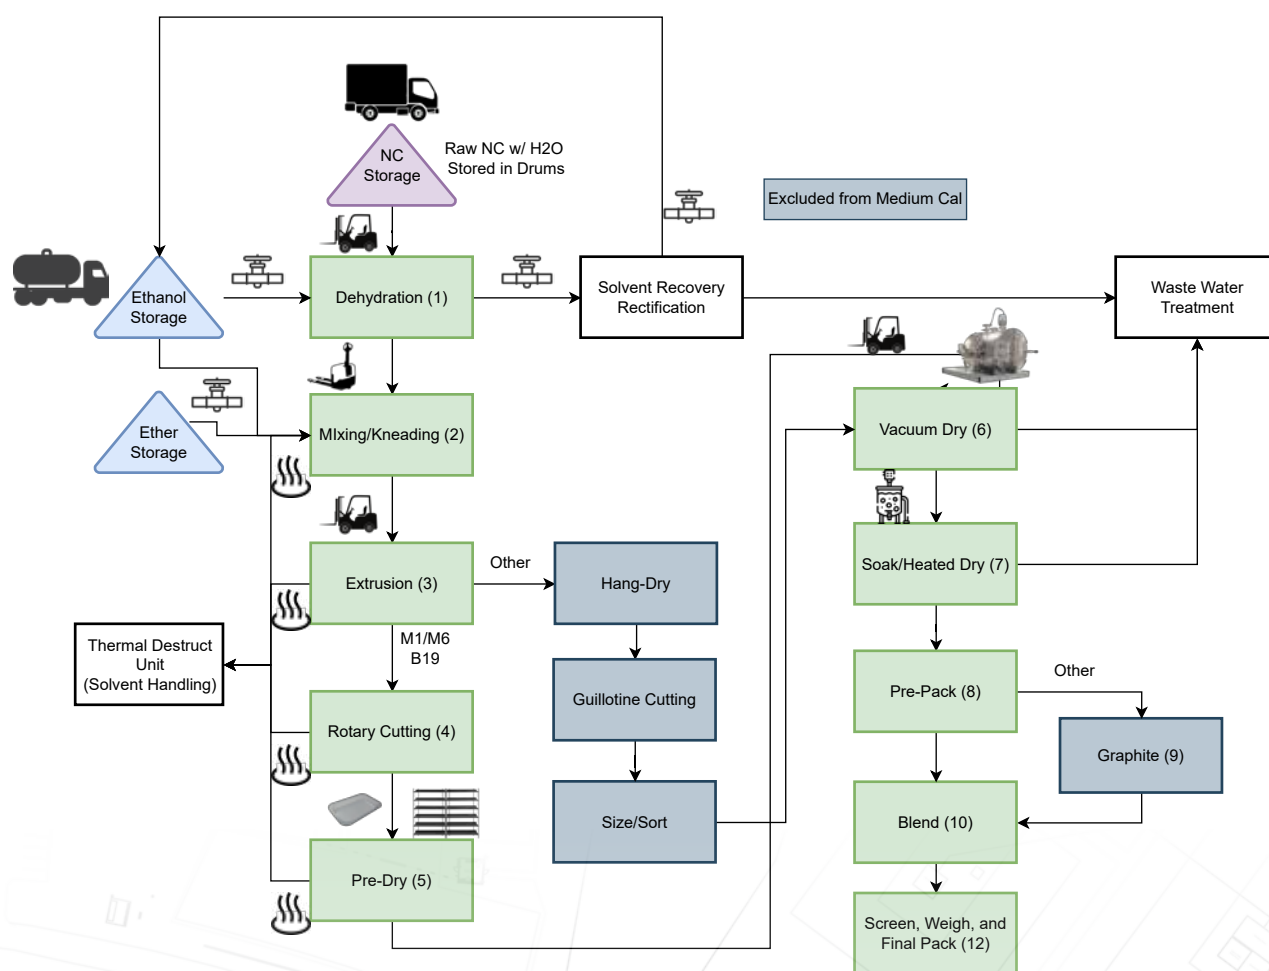 NC
Storage
Raw NC w/ H2O
Stored in Drums
Excluded from Medium Cal
Ethanol
Storage
Dehydration (1)
Solvent Recovery
Rectification
Waste Water
Treatment
Ether
Storage
MIxing/Kneading (2)
Vacuum Dry (6)
Extrusion (3)
Other
Hang-Dry
Soak/Heated Dry (7)
M1/M6
B19
Thermal Destruct
Unit
(Solvent Handling)
Rotary Cutting (4)
Guillotine Cutting
Pre-Pack (8)
Other
Graphite (9)
Size/Sort
Blend (10)
Pre-Dry (5)
Screen, Weigh, and
Final Pack (12)